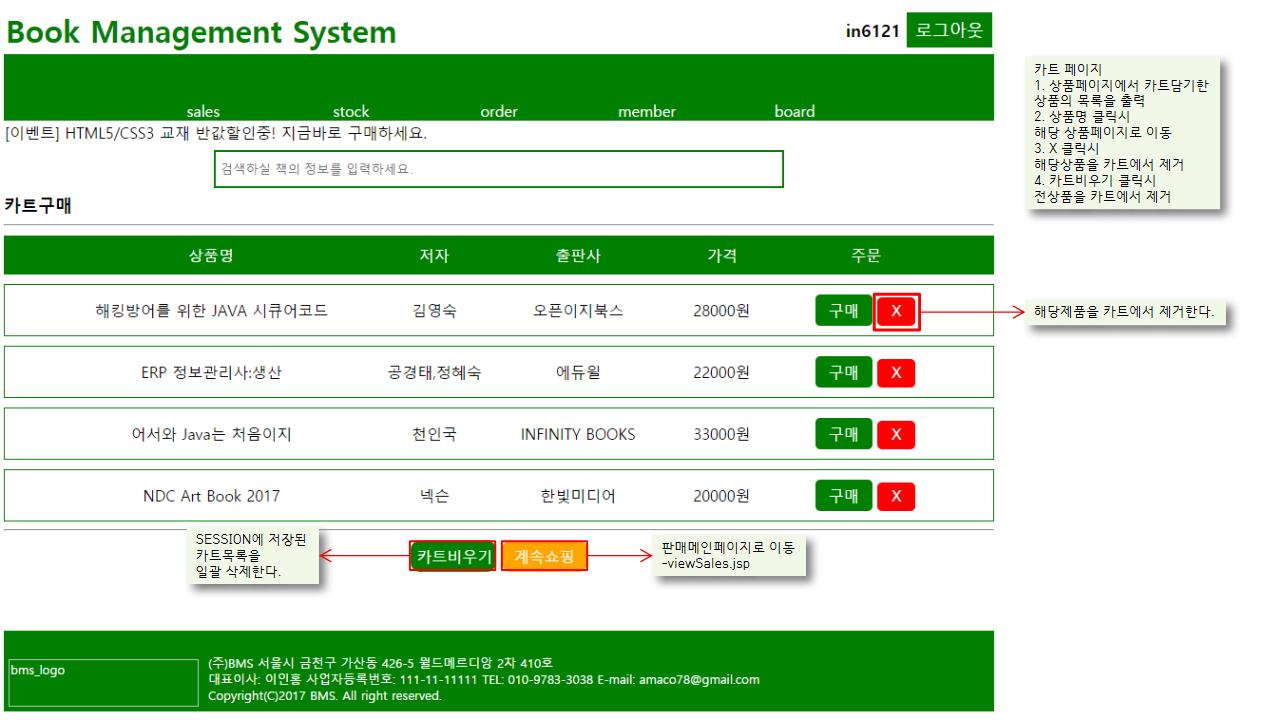 Book Management System
in6121 로그아웃
sales stock order member board
[이벤트] HTML5/CSS3 교재 반값할인중! 지금바로 구매하세요.
검색하실 책의 정보를 입력하세요.
카트구매
상품명 저자 출판사 가격 주문
해킹방어를 위한 JAVA 시큐어코드 김영숙 오픈이지북스 28000원 구매 X
ERP 정보관리사:생산 공경태,정혜숙 에듀윌 22000원 구매 X
어서와 Java는 처음이지 천인국 INFINITY BOOKS 33000원 구매 X
NDC Art Book 2017 넥슨 한빛미디어 20000원 구매 X
카트비우기 계속쇼핑
SESSION에 저장된
카트목록을
일괄 삭제한다.
판매메인페이지로 이동
-viewSales.jsp
카트 페이지
1. 상품페이지에서 카트담기한
상품의 목록을 출력
2. 상품명 클릭시
해당 상품페이지로 이동
3. X 클릭시
해당상품을 카트에서 제거
4. 카트비우기 클릭시
전상품을 카트에서 제거
해당제품을 카트에서 제거한다.
bms_logo
(주)BMS 서울시 금천구 가산동 426-5 월드메르디앙 2차 410호
대표이사: 이인홍 사업자등록번호: 111-11-11111 TEL: 010-9783-3038 E-mail: amaco78@gmail.com
Copyright(C)2017 BMS. All right reserved.